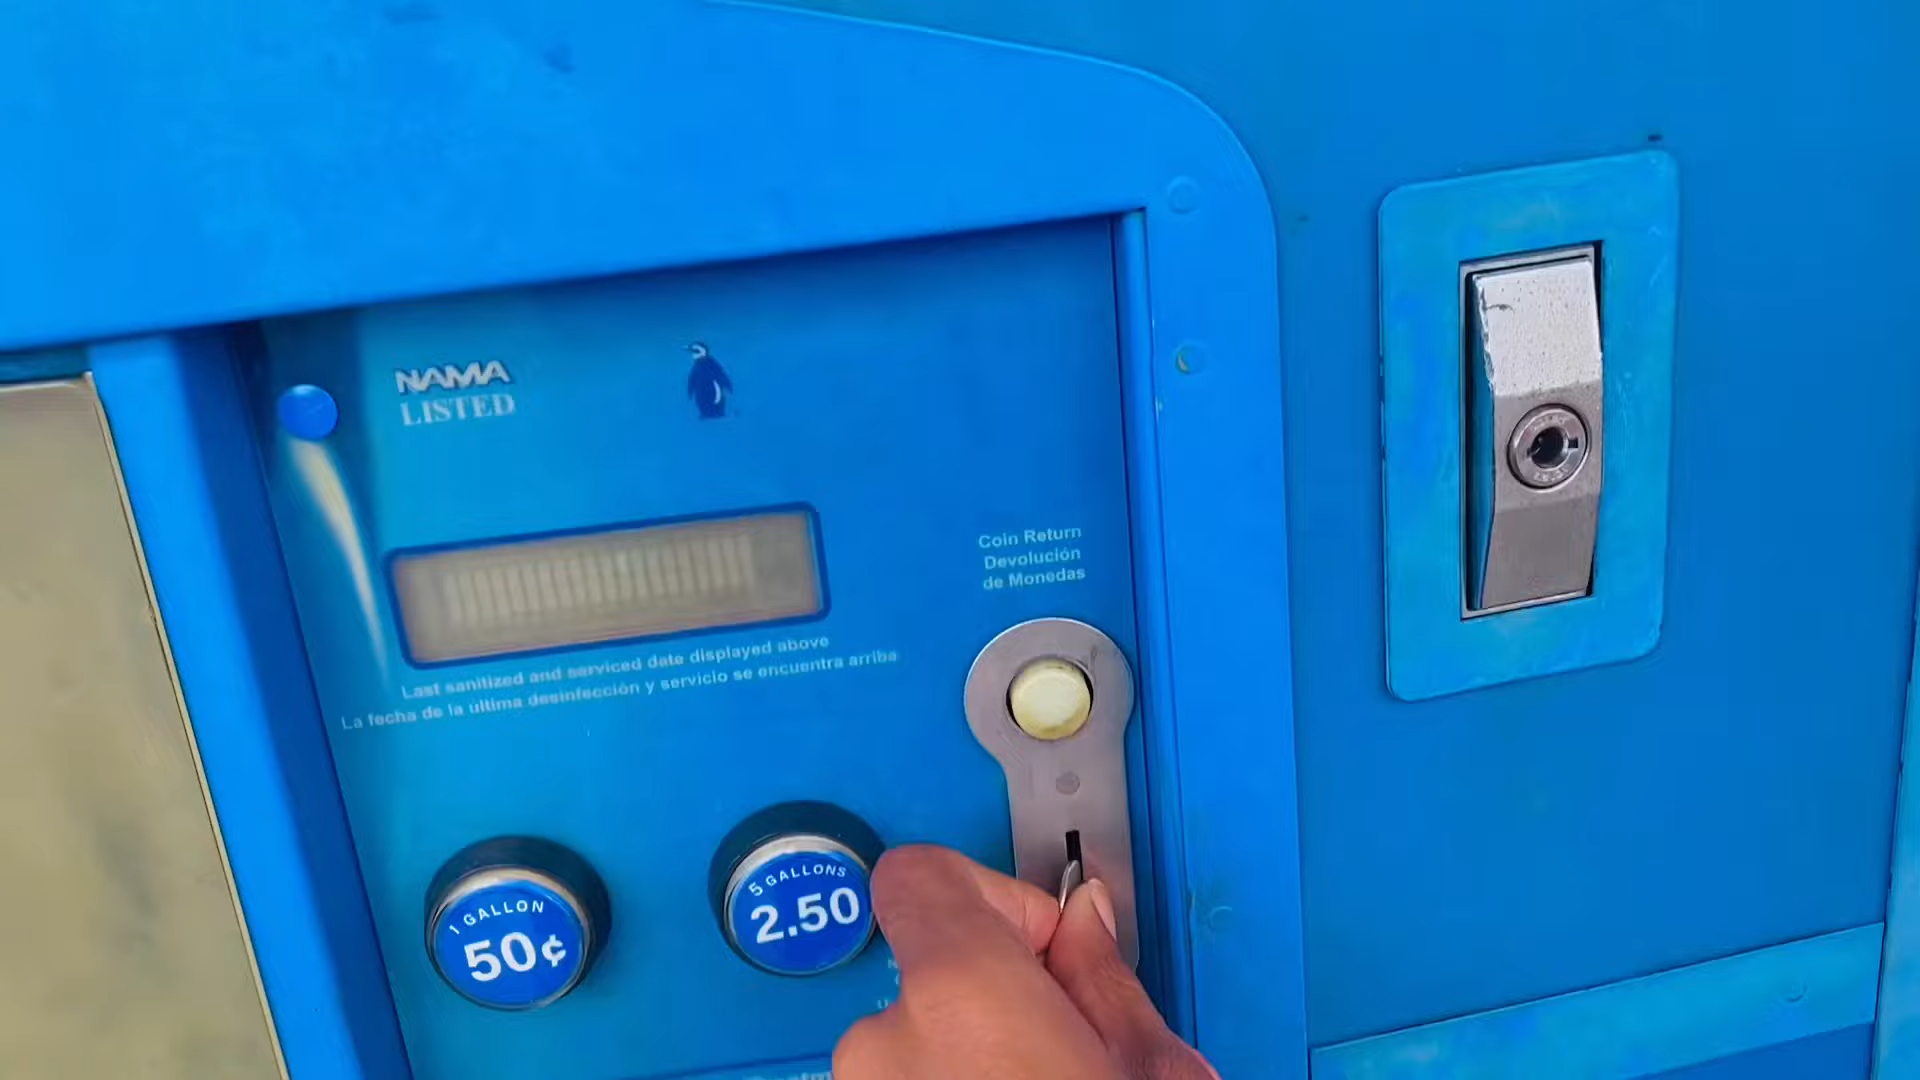 NAMA
LISTED
Coin Return
Devolución
de Monedas
Last sanitized and serviced date displayed above
La fecha de la ultima desinfección y servicio se encuentra arriba
1 GALLON
50¢
5 GALLONS
2.50